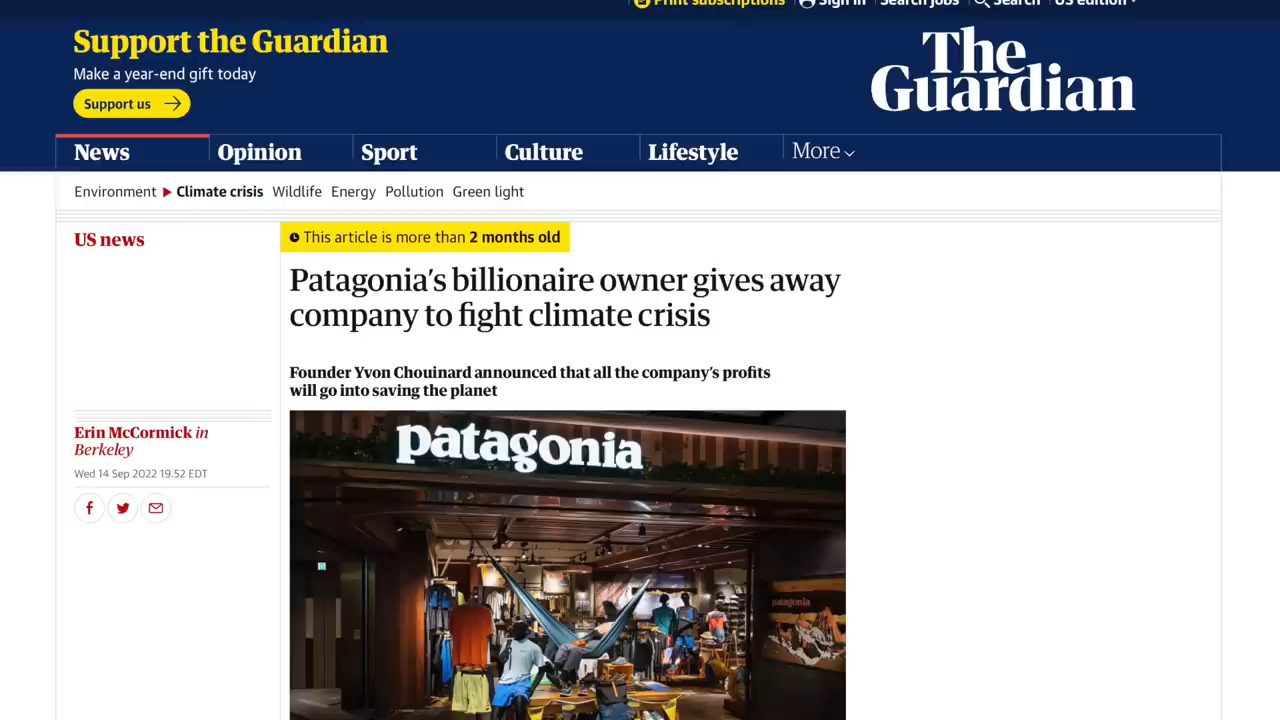 Print subscriptions Sign in Search jobs Search US edition
Support the Guardian
Make a year-end gift today
Support us
The
Guardian
News Opinion Sport Culture Lifestyle More
Environment Climate crisis Wildlife Energy Pollution Green light
US news
This article is more than 2 months old
Patagonia's billionaire owner gives away
company to fight climate crisis
Founder Yvon Chouinard announced that all the company's profits
will go into saving the planet
Erin McCormick in
Berkeley
Wed 14 Sep 2022 19.52 EDT
patagonia
patagonia